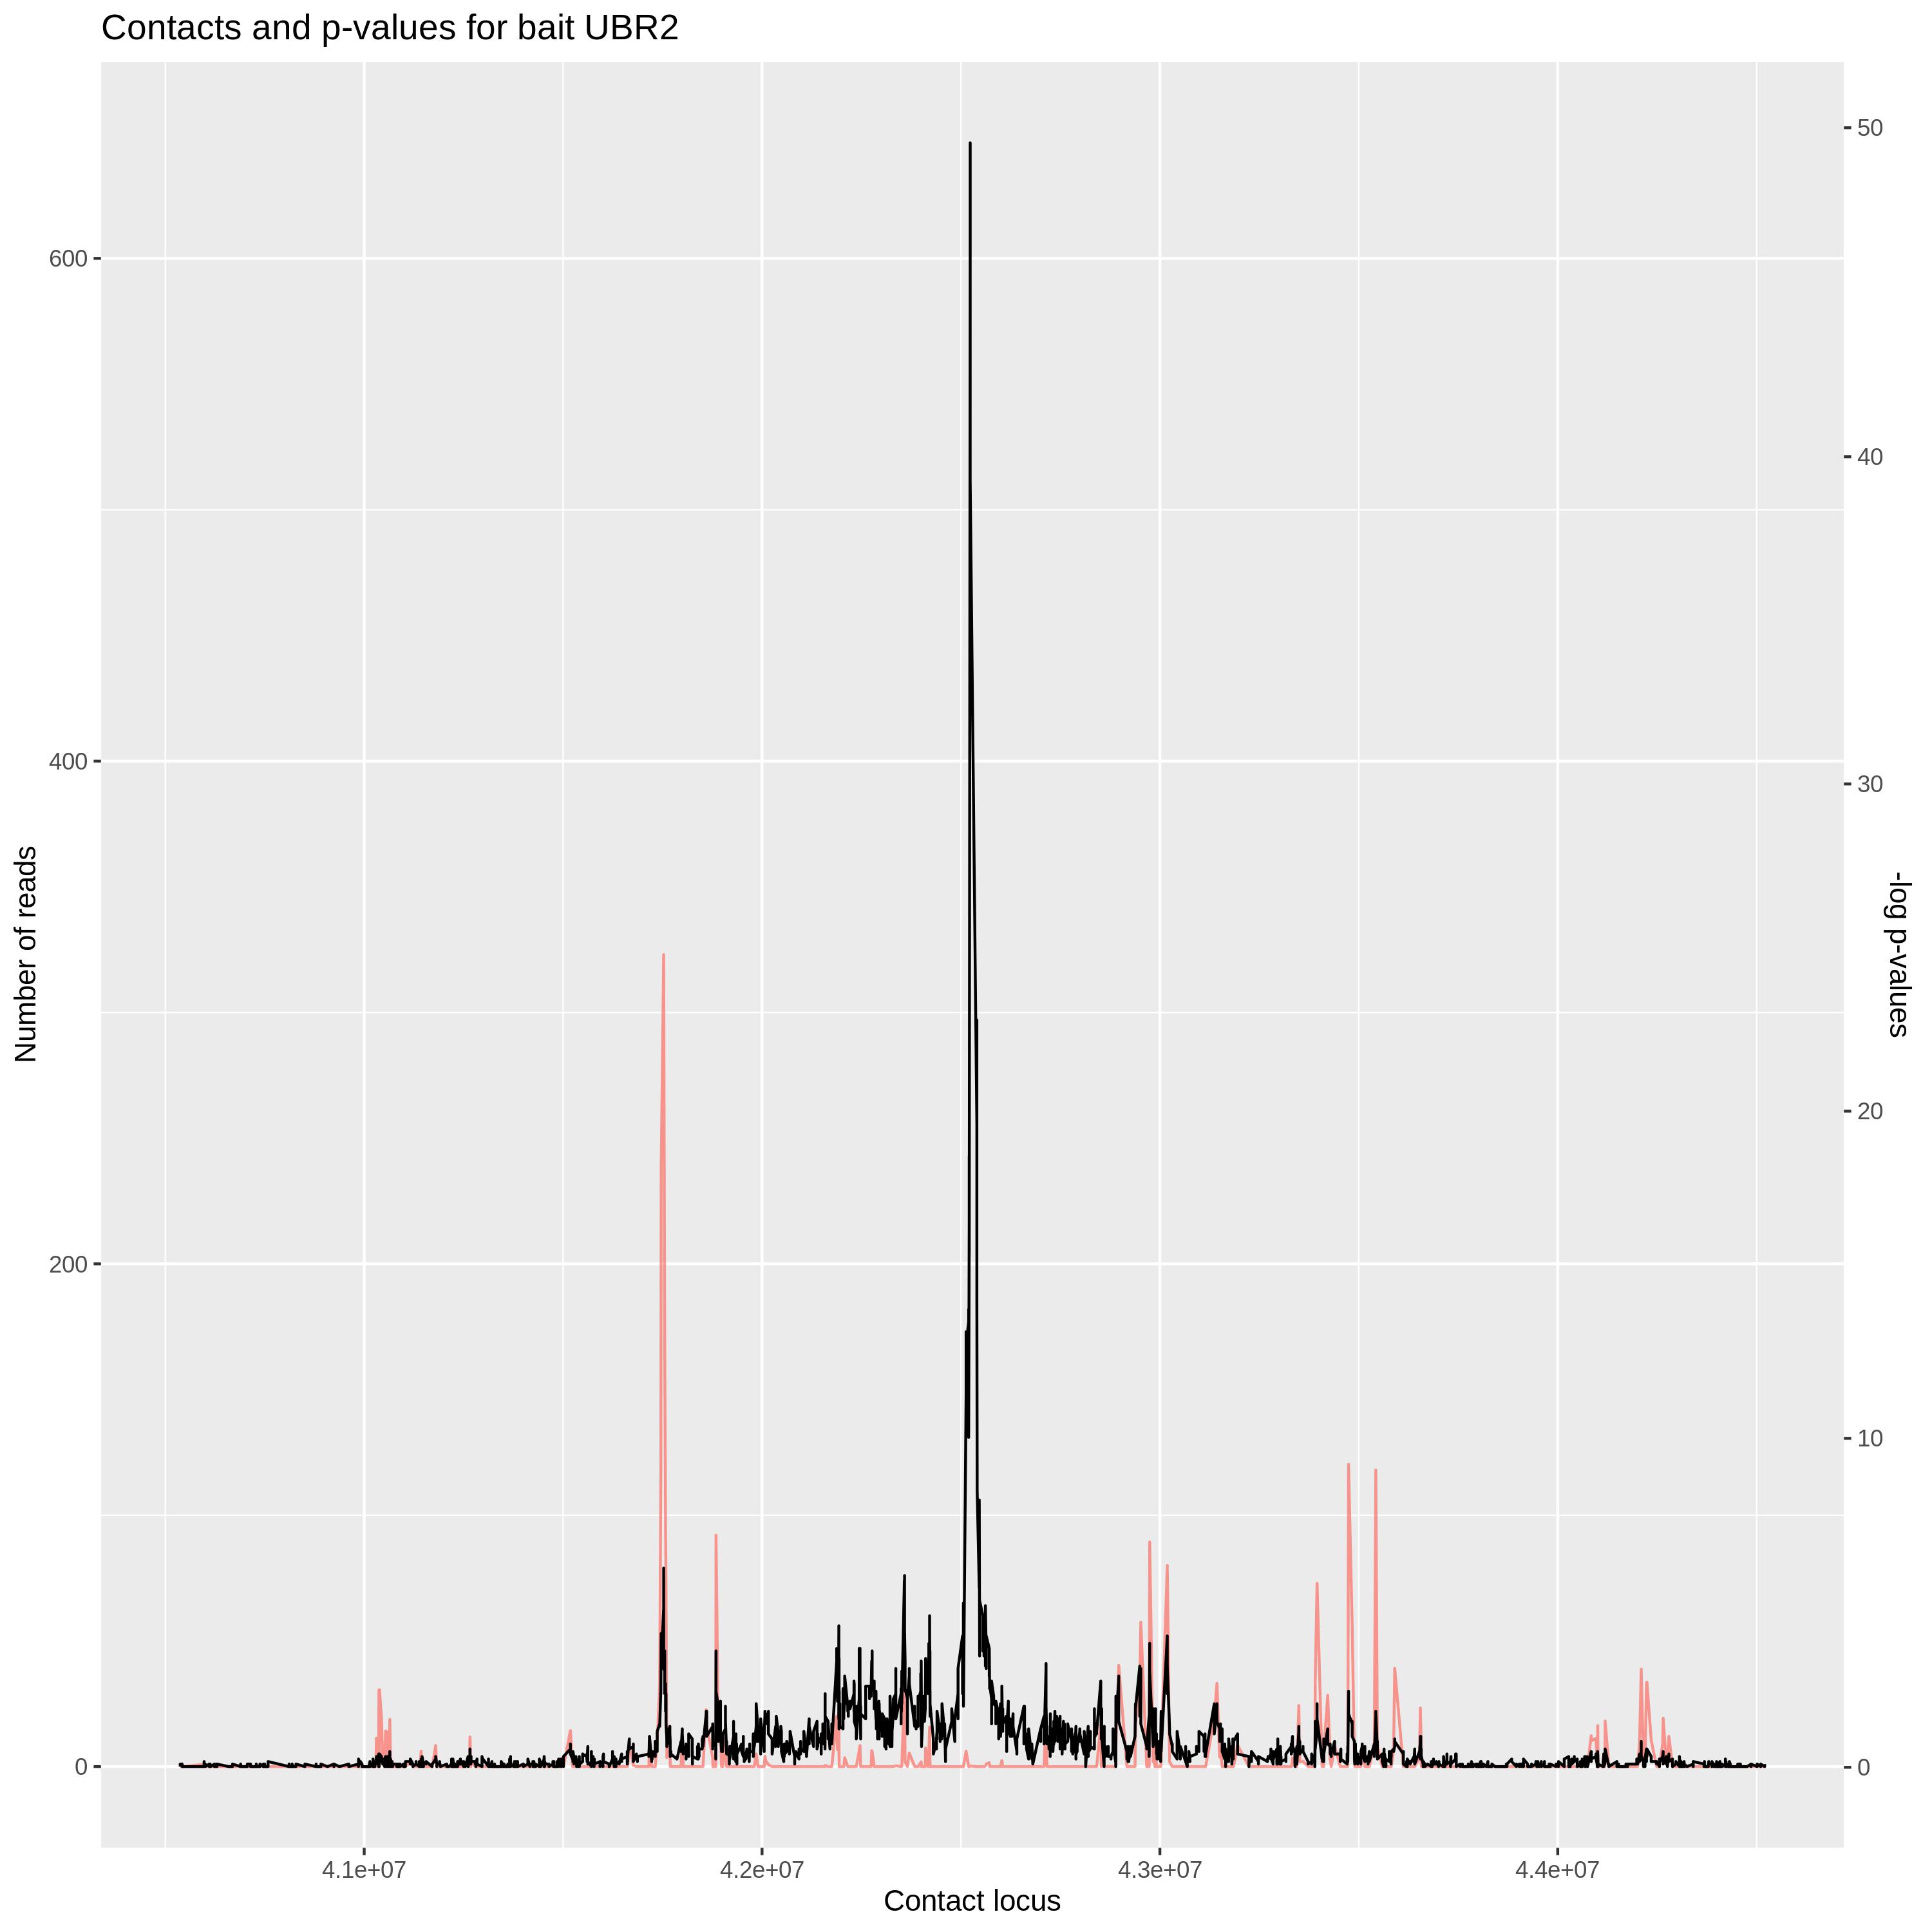 Contacts and p-values for bait UBR2
600
400
200
0
50
40
30
20
10
0
Number of reads
-log p-values
4.1e+07
4.2e+07
4.3e+07
4.4e+07
Contact locus